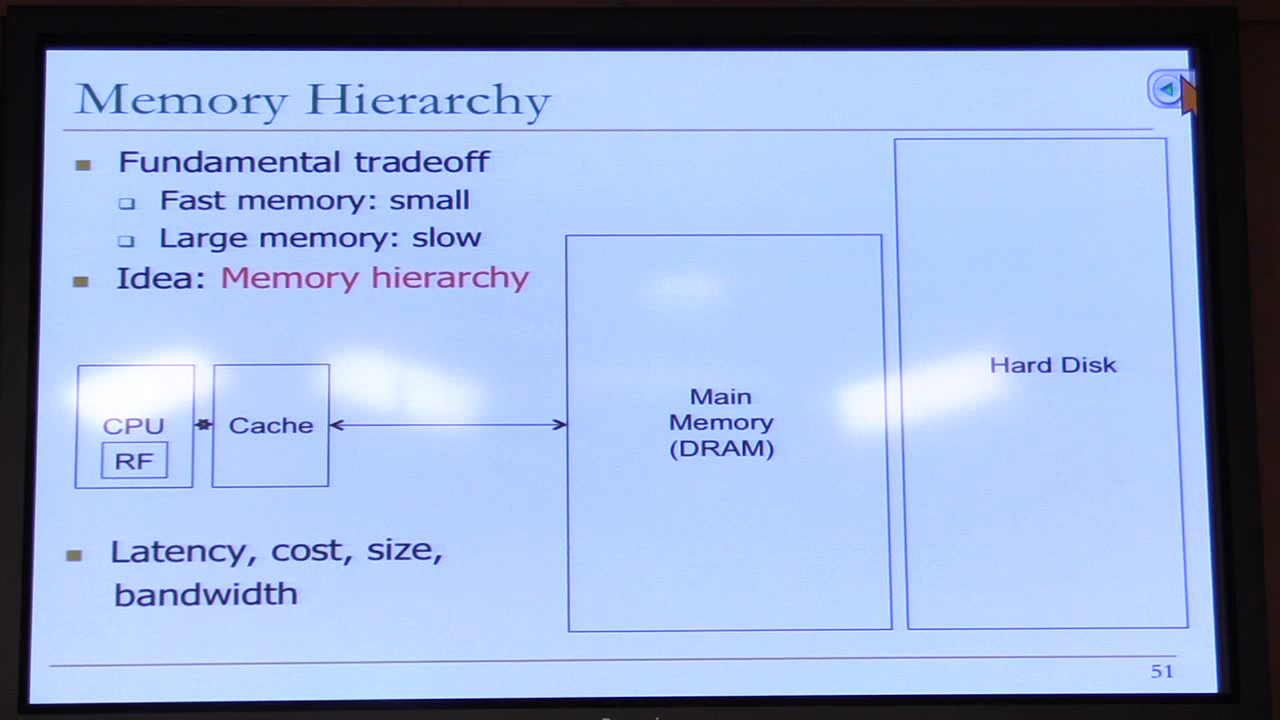 Memory Hierarchy
Fundamental tradeoff
Fast memory: small
Large memory: slow
Idea: Memory hierarchy
CPU
RF
Cache
Main
Memory
(DRAM)
Hard Disk
Latency, cost, size,
bandwidth
51